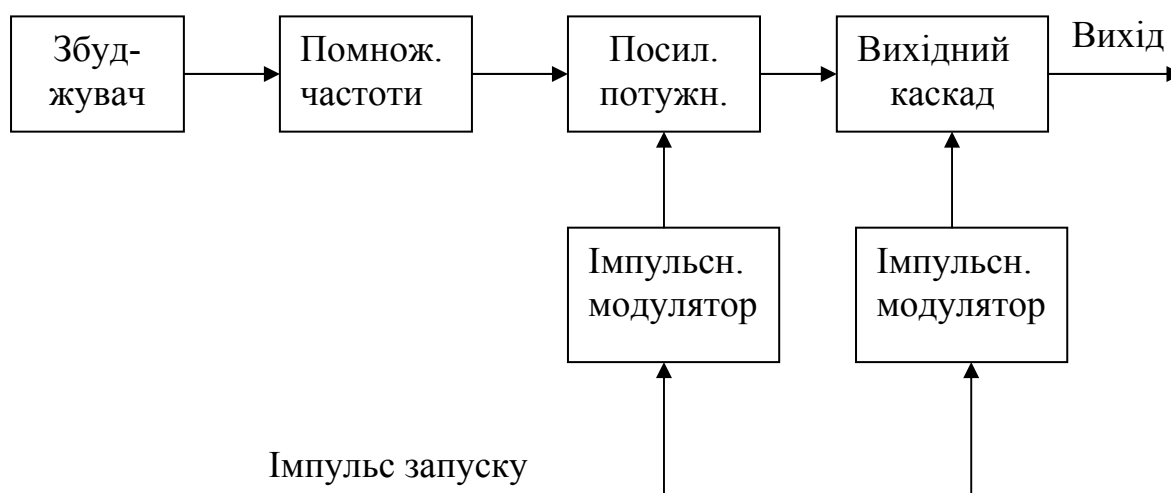 Збуд-
жувач
Помнож.
частоти
Посил.
потужн.
Вихідний
каскад
Вихід
Імпульсн.
модулятор
Імпульсн.
модулятор
Імпульс запуску